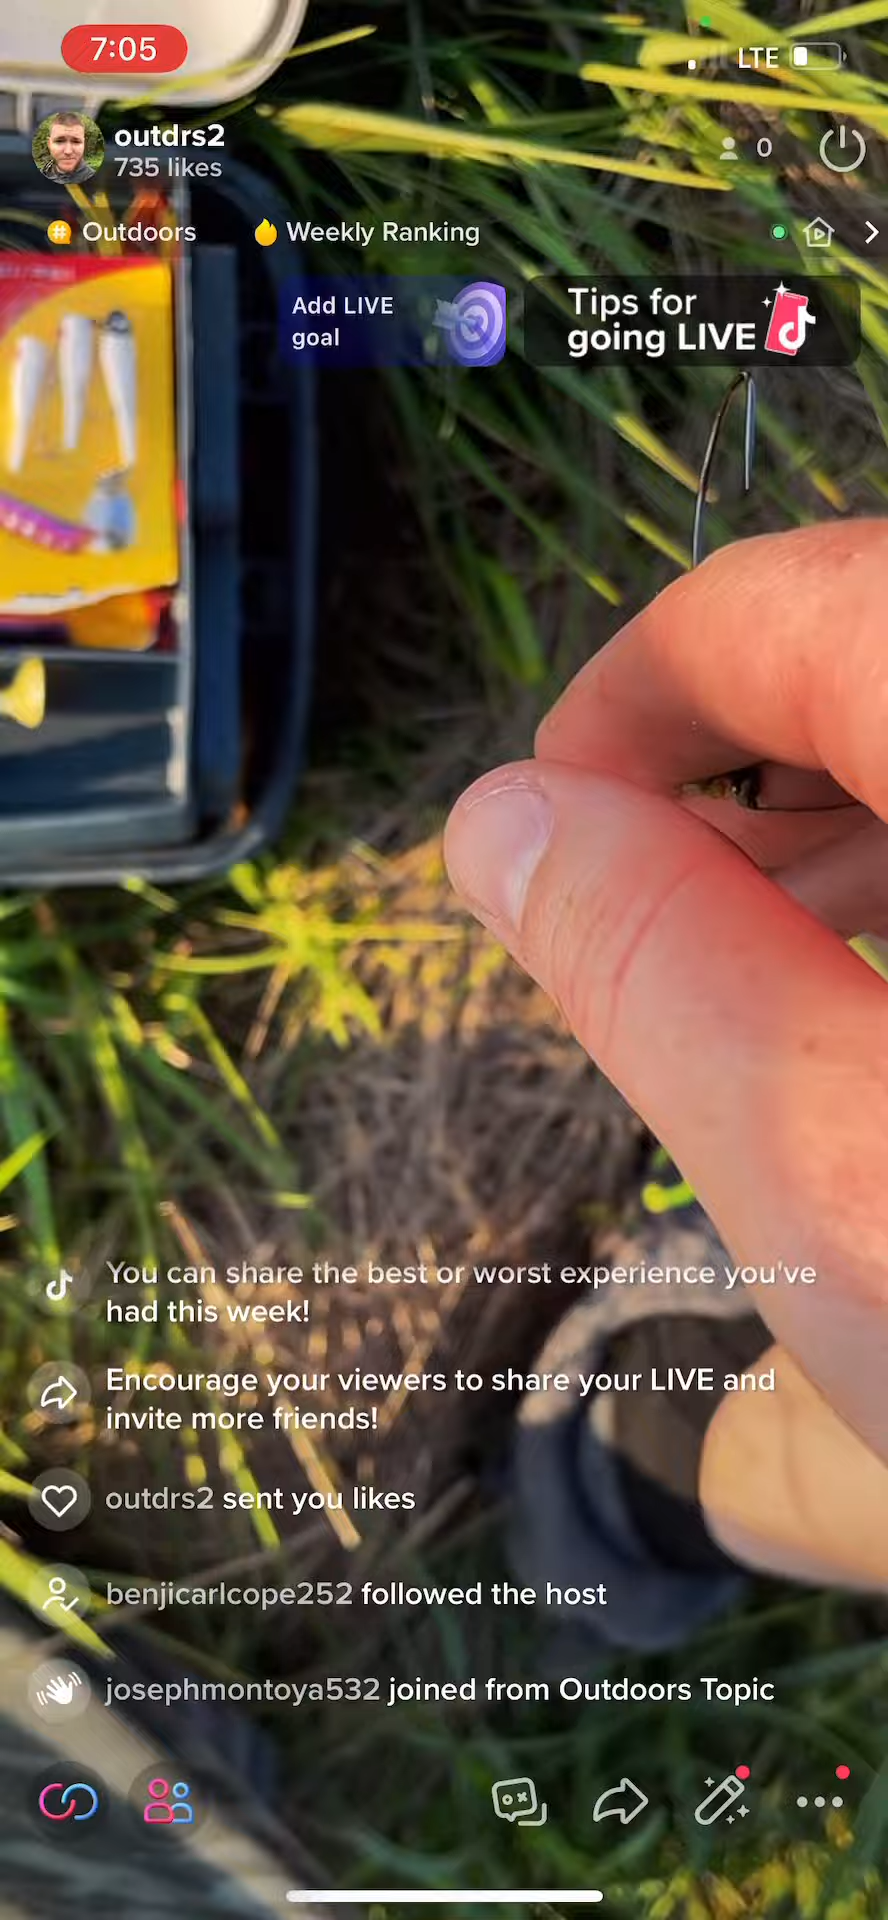 7:05
LTE
outdrs2
735 likes
0
Outdoors
Weekly Ranking
Add LIVE
goal
Tips for
going LIVE
You can share the best or worst experience you've
had this week!
Encourage your viewers to share your LIVE and
invite more friends!
outdrs2 sent you likes
benjicarlcope252 followed the host
josephmontoya532 joined from Outdoors Topic